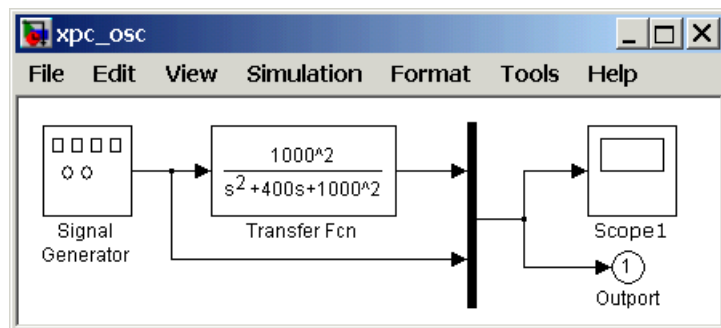 xpc_osc
File Edit View Simulation Format Tools Help
1000^2
s2+400s+1000^2
Signal
Generator
Transfer Fcn
Scope1
1
Outport